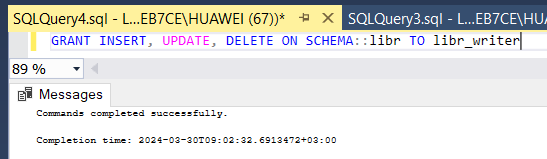 SQLQuery4.sql - L...EB7CE\HUAWEI (67))* SQLQuery3.sql - L...EB7CE\HUA
GRANT INSERT, UPDATE, DELETE ON SCHEMA::libr TO libr_writer
89 %
Messages
Commands completed successfully.
Completion time: 2024-03-30T09:02:32.6913472+03:00